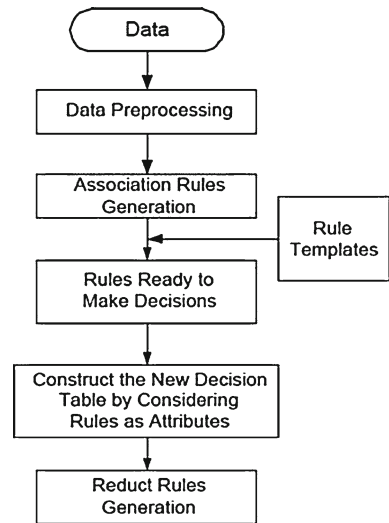 Data
Data Preprocessing
Association Rules
Generation
Rule
Templates
Rules Ready to
Make Decisions
Construct the New Decision
Table by Considering
Rules as Attributes
Reduct Rules
Generation